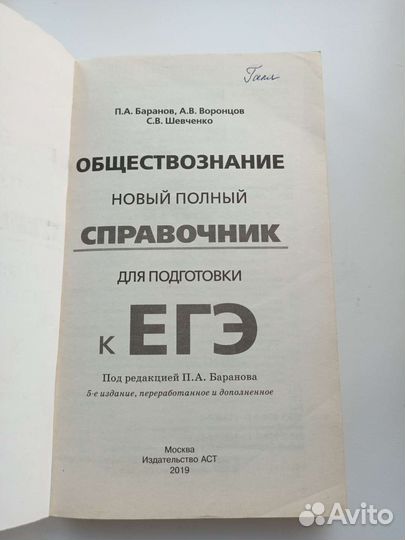 П.А. Баранов, А.В. Воронцов
С.В. Шевченко
ОБЩЕСТВОЗНАНИЕ
НОВЫЙ ПОЛНЫЙ
СПРАВОЧНИК
ДЛЯ ПОДГОТОВКИ
К ЕГЭ
Под редакцией П.А. Баранова
5-е издание, переработанное и дополненное
Москва
Издательство АСТ
2019
Avito